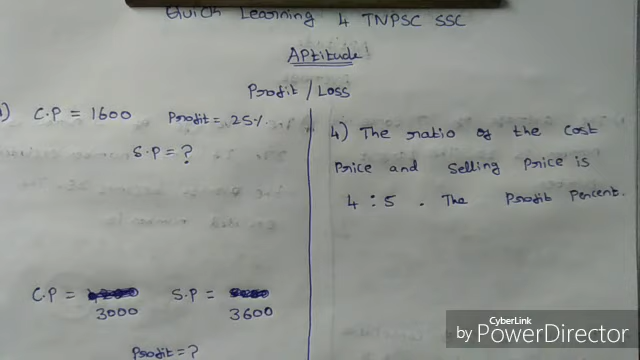 Quick Learning 4 TNPSC SSC
Aptitude
Profit / Loss
1) C.P = 1600 Profit = 25%.
S.P = ?
C.P = 3000 S.P = 3600
Profit = ?
4) The ratio of the cost
price and selling price is
4 : 5 . The Profit Percent.
CyberLink
by PowerDirector